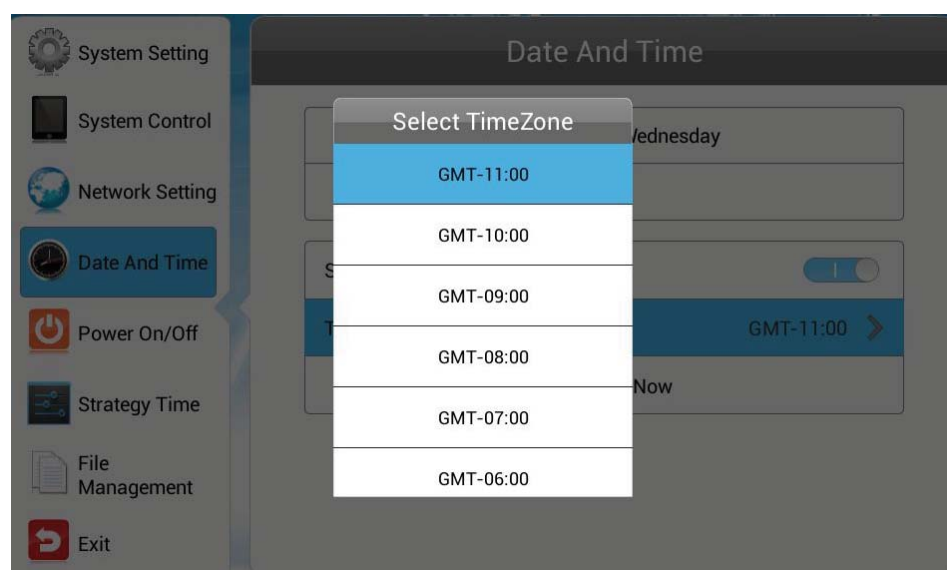 System Setting
System Control
Network Setting
Date And Time
Power On/Off
Strategy Time
File
Management
Exit
Date And Time
Select TimeZone
GMT-11:00
GMT-10:00
GMT-09:00
GMT-08:00
GMT-07:00
GMT-06:00
GMT-11:00
Now